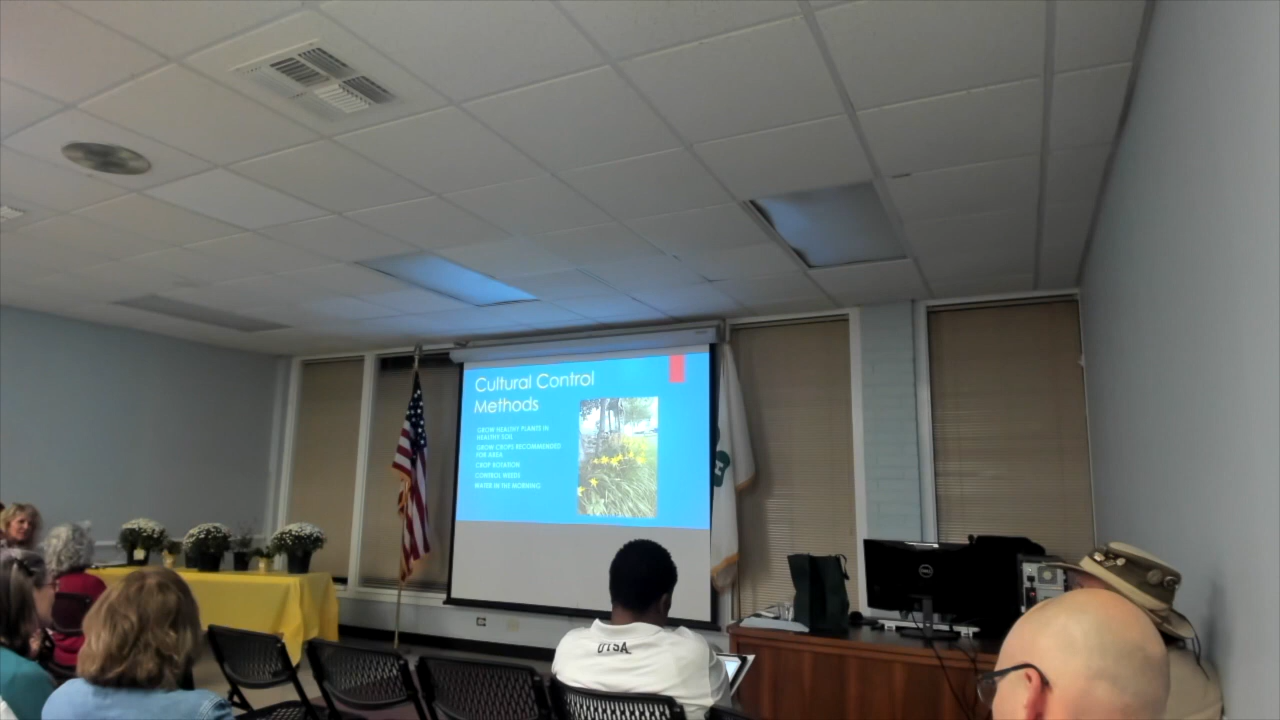 Cultural Control
Methods
GROW HEALTHY PLANTS IN
HEALTHY SOIL
GROW CROPS RECOMMENDED
FOR AREA
CROP ROTATION
CONTROL WEEDS
WATER IN THE MORNING
UTSA
DELL
H